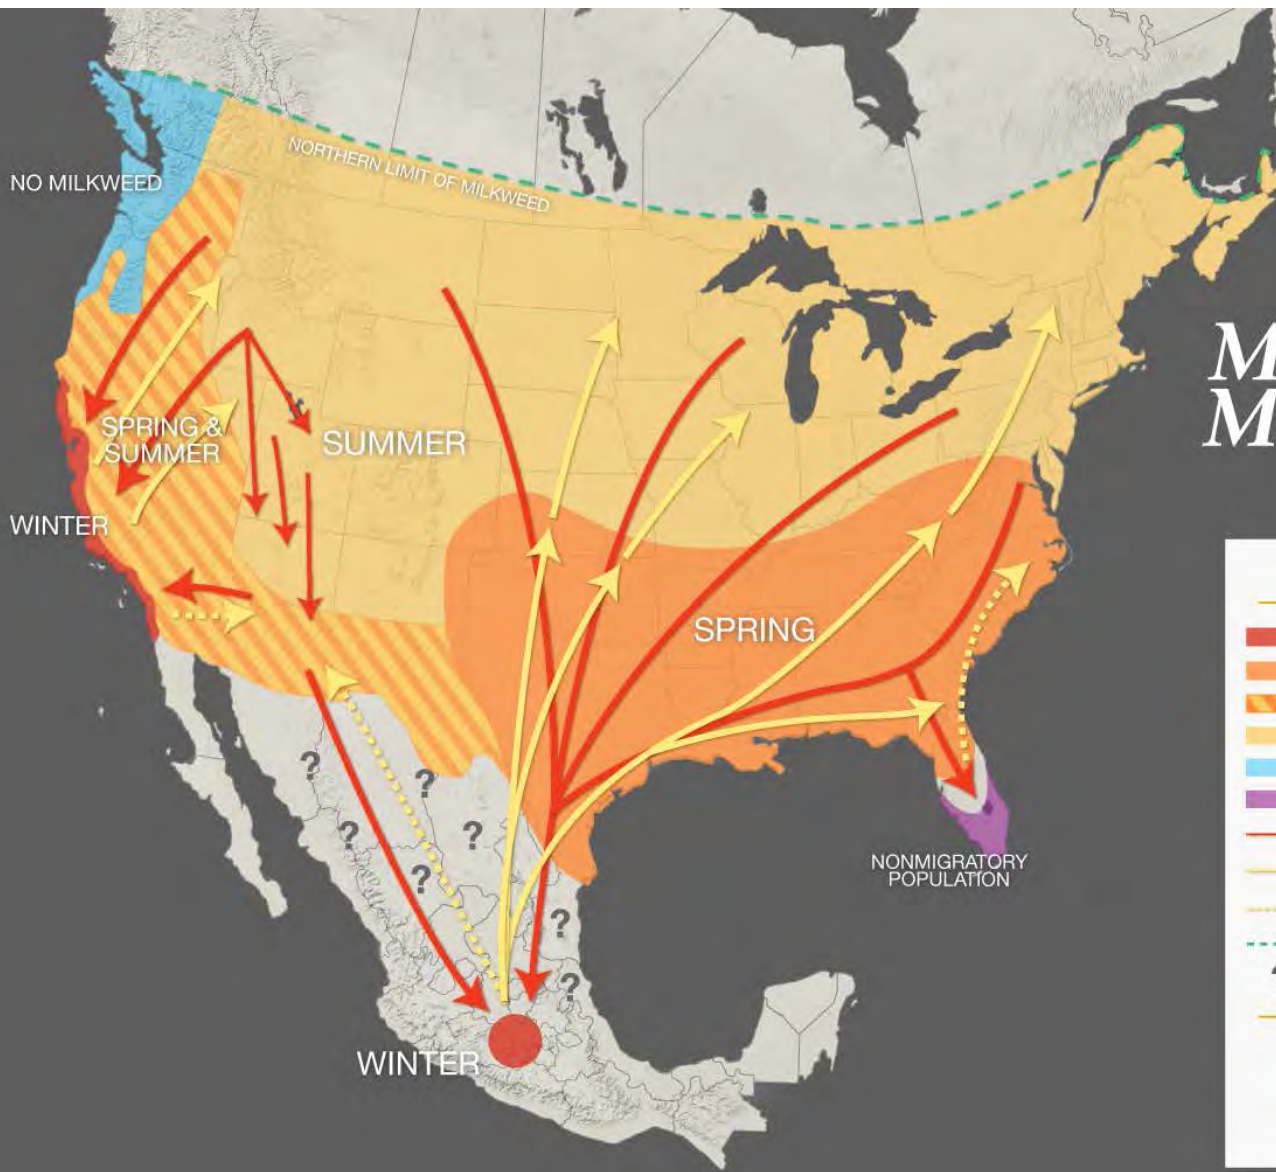 NO MILKWEED
NORTHERN LIMIT OF MILKWEED
M
M
SPRING &
SUMMER
SUMMER
WINTER
SPRING
?
?
?
?
?
?
?
NONMIGRATORY
POPULATION
WINTER